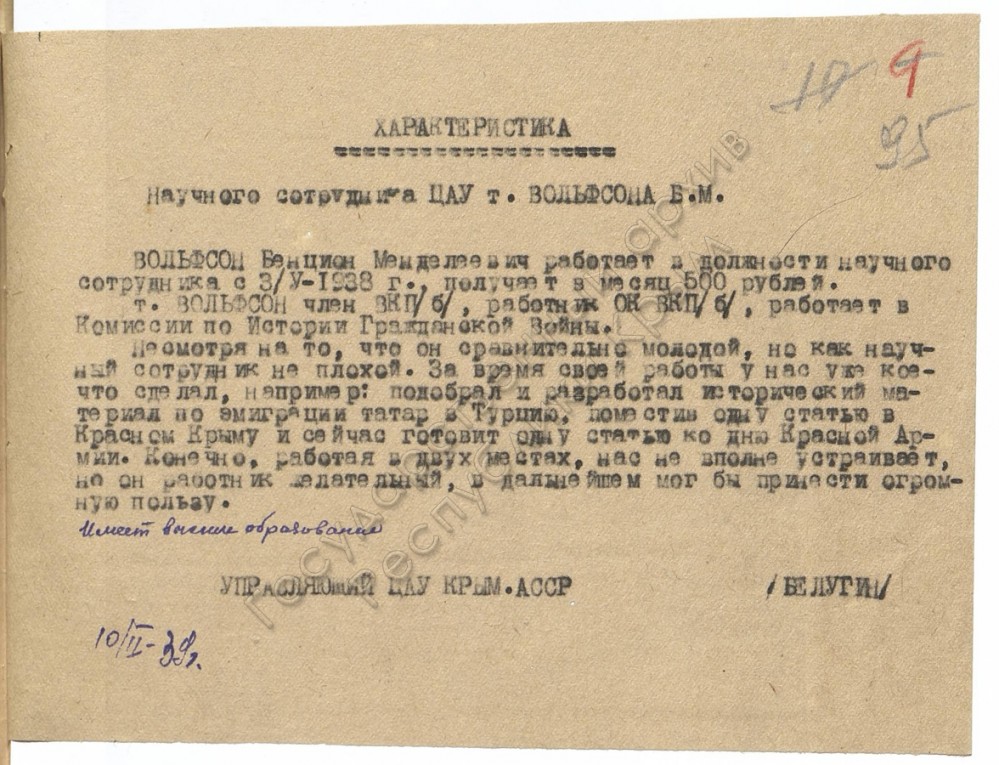 10 9
95
ХАРАКТЕРИСТИКА
Научного сотрудника ЦАУ т. ВОЛЬФСОНА Б.М.
ВОЛЬФСОН Бенцион Менделеевич работает в должности научного
сотрудника с 3/У-1938 г., получает в месяц 500 рублей.
т. ВОЛЬФСОН член ВКП/б/, работник ОК ВКП/б/, работает в
Комиссии по Истории Гражданской Войны.
Несмотря на то, что он сравнительно молодой, но как науч-
ный сотрудник не плохой. За время своей работы у нас уже кое-
что сделал, например: подобрал и разработал исторический ма-
териал по эмиграции татар в Турцию, поместив одну статью в
Красном Крыму и сейчас готовит одну статью ко дню Красной Ар-
мии. Конечно, работая в двух местах, нас не вполне устраивает,
но он работник желательный, в дальнейшем мог бы принести огром-
ную пользу.
Имеет высшее образование
УПРАВЛЯЮЩИЙ ЦАУ КРЫМ.АССР /БЕЛУГИН/
10/II-39г.
Государственный архив
Республики Крым